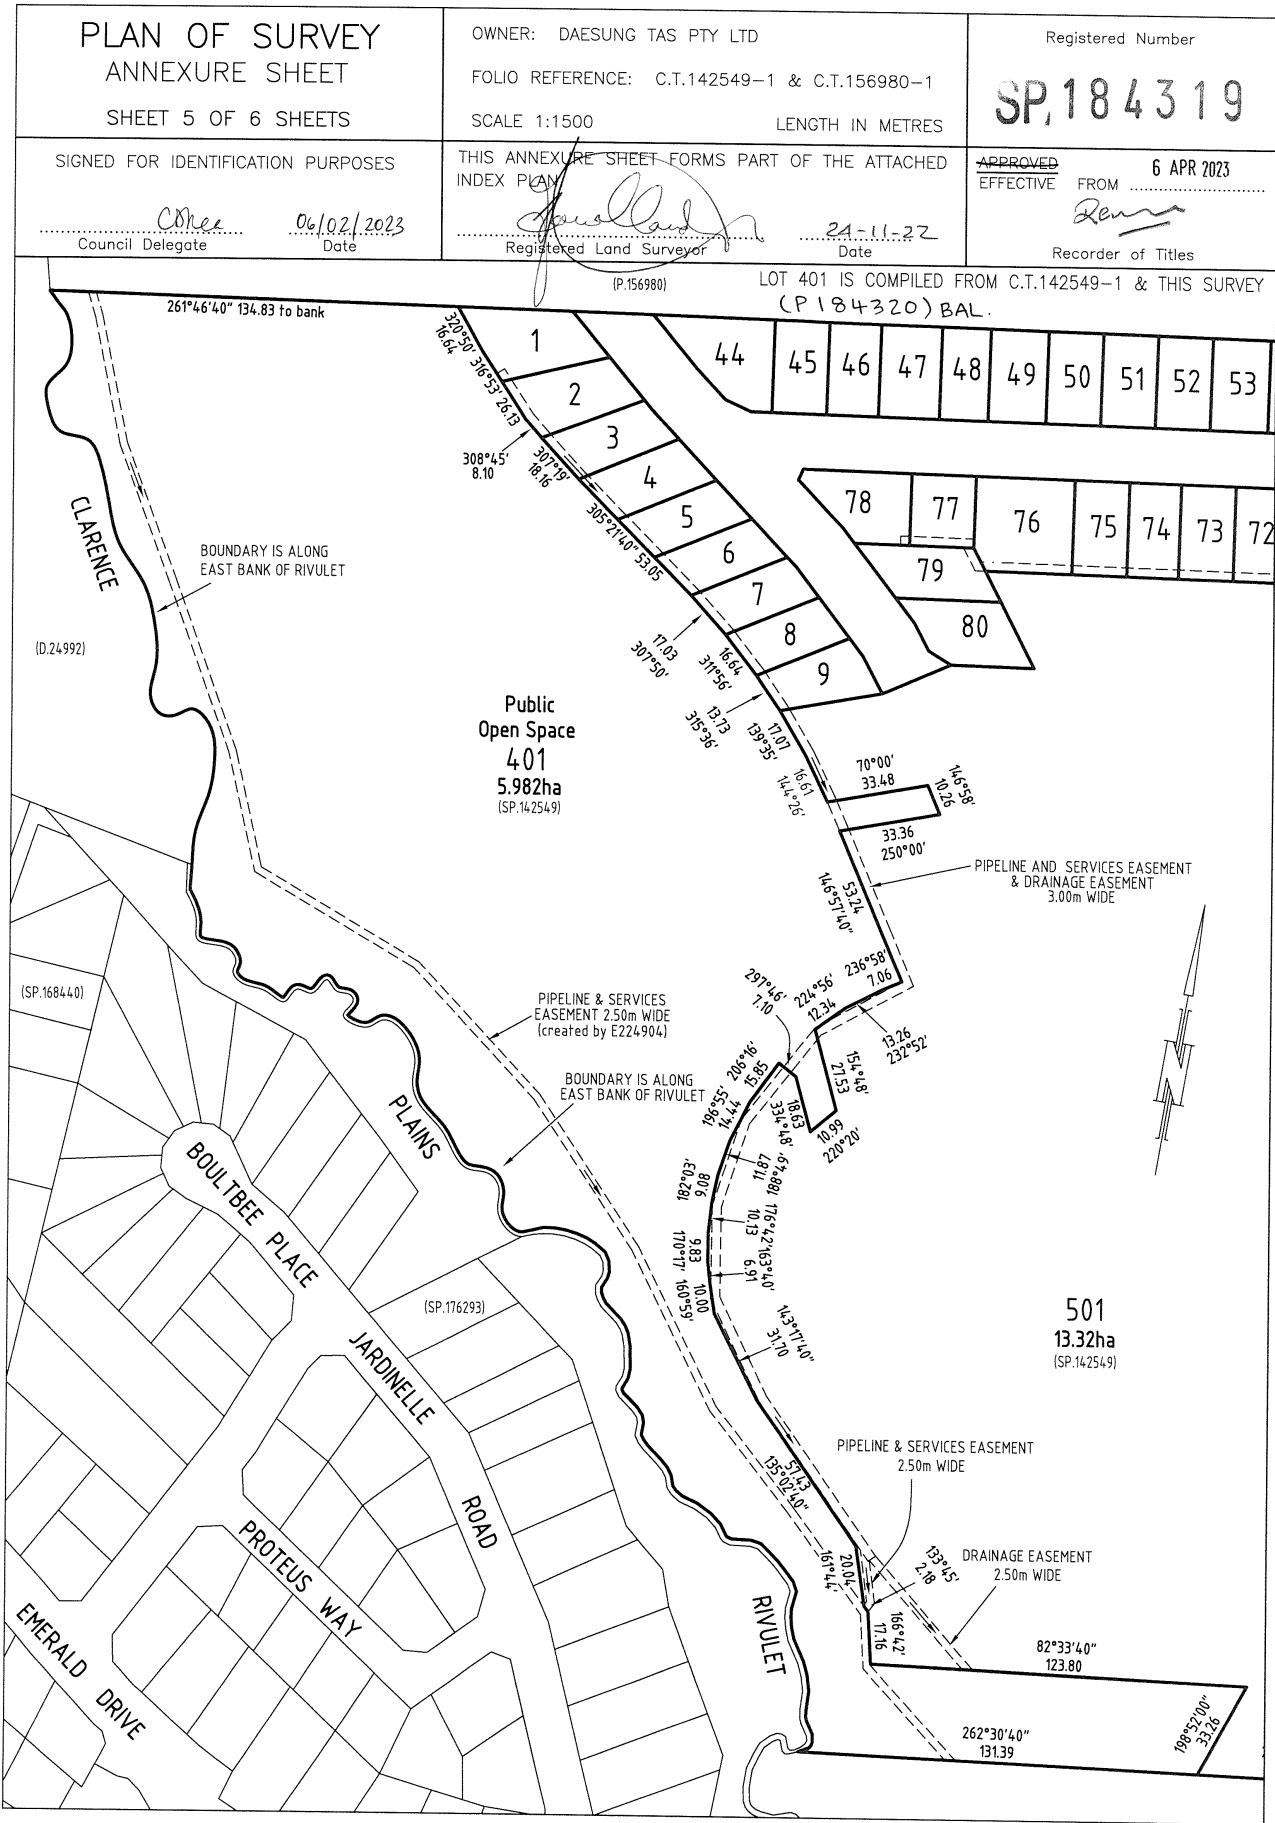 PLAN OF SURVEY
ANNEXURE SHEET
SHEET 5 OF 6 SHEETS
OWNER: DAESUNG TAS PTY LTD
FOLIO REFERENCE: C.T.142549-1 & C.T.156980-1
SCALE 1:1500 LENGTH IN METRES
Registered Number
SP.184319
SIGNED FOR IDENTIFICATION PURPOSES
06/02/2023
Council Delegate Date
THIS ANNEXURE SHEET FORMS PART OF THE ATTACHED
INDEX PLAN
24-11-22
Registered Land Surveyor Date
APPROVED
EFFECTIVE FROM 6 APR 2023
Recorder of Titles
(P.156980)
LOT 401 IS COMPILED FROM C.T.142549-1 & THIS SURVEY
(P184320) BAL.
261°46'40" 134.83 to bank
320°50'
16.64
316°53' 26.13
308°45'
8.10
307°19'
18.16
305°21'40" 53.05
17.03
307°50'
16.64
311°56'
13.73
315°36'
17.07
139°35'
16.61
144°26'
1
2
3
4
5
6
7
8
9
44
45
46
47
48
49
50
51
52
53
78
77
76
75
74
73
72
79
80
CLARENCE
BOUNDARY IS ALONG
EAST BANK OF RIVULET
(D.24992)
Public
Open Space
401
5.982ha
(SP.142549)
70°00'
33.48
146°58'
10.26
33.36
250°00'
53.24
146°57'40"
PIPELINE AND SERVICES EASEMENT
& DRAINAGE EASEMENT
3.00m WIDE
236°58'
7.06
224°56'
12.34
297°46'
7.10
13.26
232°52'
154°48'
27.53
206°16'
15.85
196°55'
14.44
18.63
334°48'
10.99
220°20'
11.87
188°49'
182°03'
9.08
176°42'
10.13
9.83
170°17'
163°40'
6.91
10.00
160°59'
143°17'40"
31.70
(SP.168440)
PIPELINE & SERVICES
EASEMENT 2.50m WIDE
(created by E224904)
BOUNDARY IS ALONG
EAST BANK OF RIVULET
PLAINS
BOULTBEE PLACE
(SP.176293)
JARDINELLE
ROAD
501
13.32ha
(SP.142549)
PIPELINE & SERVICES EASEMENT
2.50m WIDE
57.43
135°02'40"
20.04
161°44'
133°45'
2.18
DRAINAGE EASEMENT
2.50m WIDE
166°42'
17.16
82°33'40"
123.80
PROTEUS WAY
EMERALD DRIVE
RIVULET
262°30'40"
131.39
198°52'00"
33.26